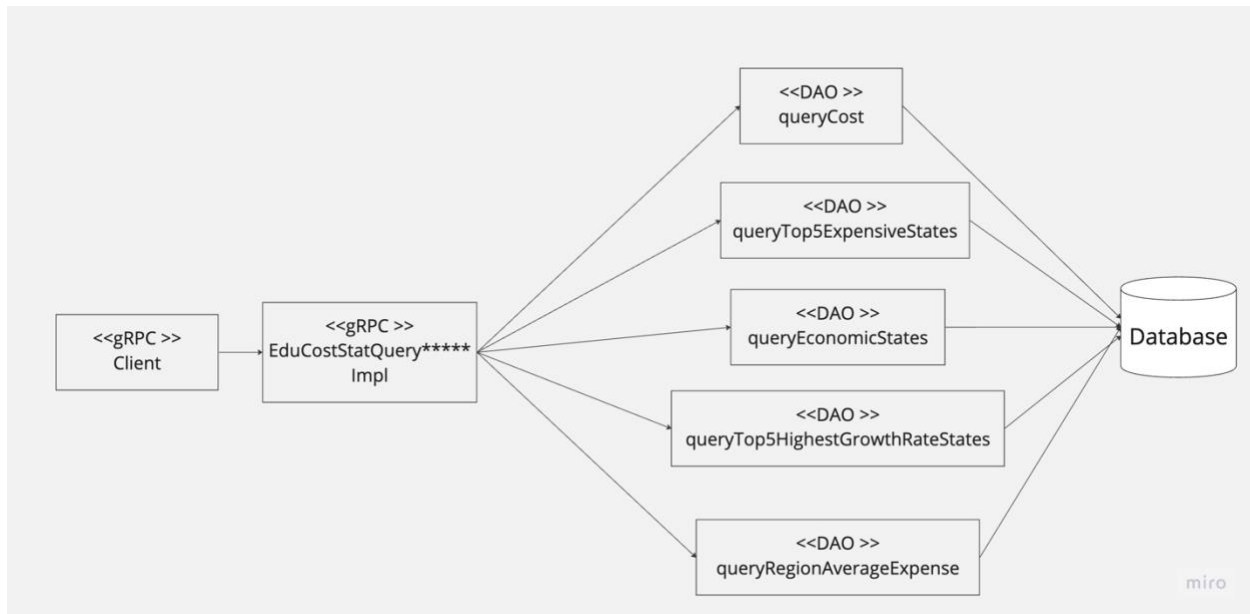 <<DAO >>
queryCost
<<DAO >>
queryTop5ExpensiveStates
<<gRPC >>
Client
<<gRPC >>
EduCostStatQuery*****
Impl
<<DAO >>
queryEconomicStates
Database
<<DAO >>
queryTop5HighestGrowthRateStates
<<DAO >>
queryRegionAverageExpense
miro